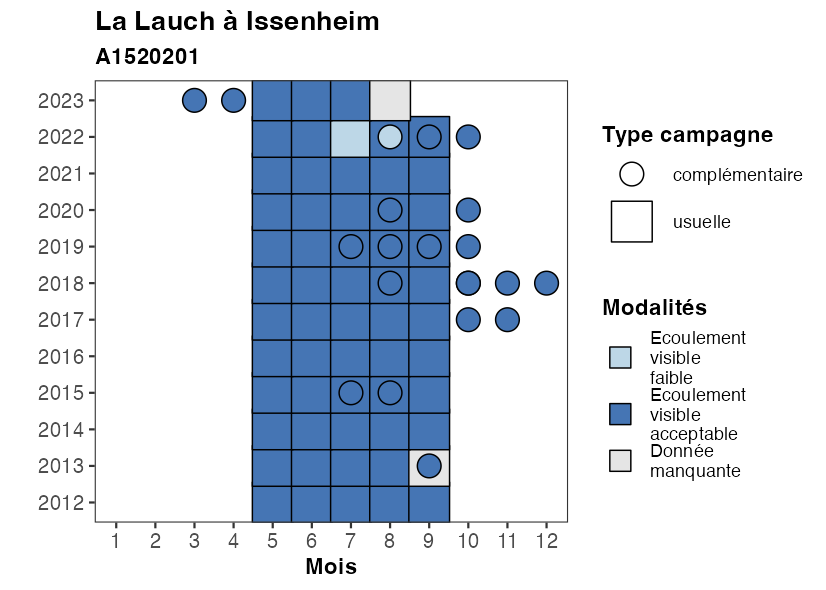 La Lauch à Issenheim
A1520201
2023
2022
2021
2020
2019
2018
2017
2016
2015
2014
2013
2012
1 2 3 4 5 6 7 8 9 10 11 12
Mois
Type campagne
complémentaire
usuelle
Modalités
Ecoulement
visible
faible
Ecoulement
visible
acceptable
Donnée
manquante